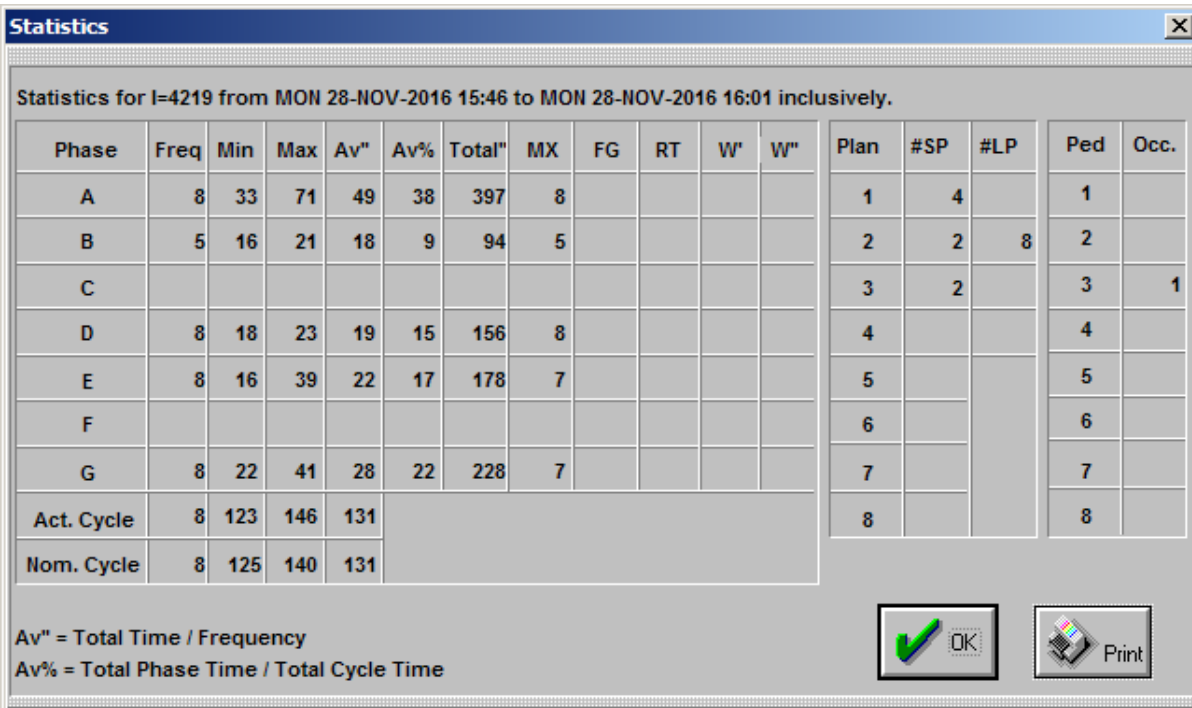 Statistics
Statistics for I=4219 from MON 28-NOV-2016 15:46 to MON 28-NOV-2016 16:01 inclusively.
Phase Freq Min Max Av" Av% Total" MX FG RT W' W"
A 8 33 71 49 38 397 8
B 5 16 21 18 9 94 5
C
D 8 18 23 19 15 156 8
E 8 16 39 22 17 178 7
F
G 8 22 41 28 22 228 7
Act. Cycle 8 123 146 131
Nom. Cycle 8 125 140 131
Plan #SP #LP
1 4
2 2 8
3 2
4
5
6
7
8
Ped Occ.
1
2
3 1
4
5
6
7
8
Av" = Total Time / Frequency
Av% = Total Phase Time / Total Cycle Time
OK
Print